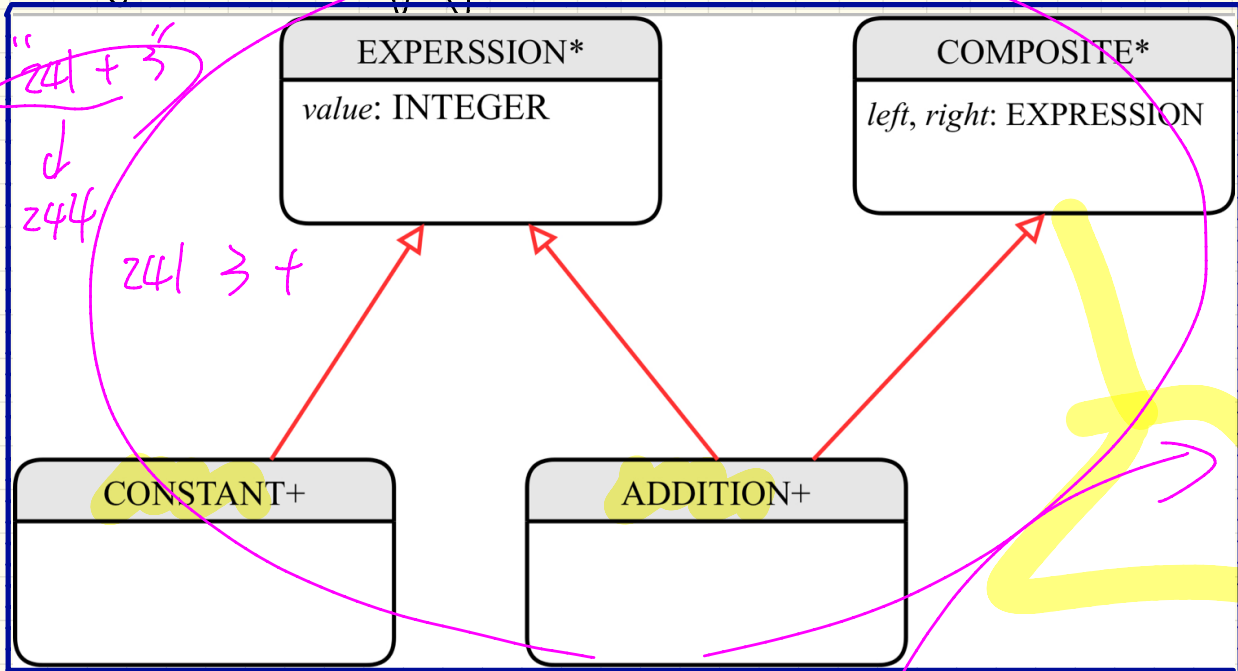 EXPERSSION*
value: INTEGER
COMPOSITE*
left, right: EXPRESSION
"241 + 3"
244
241 3 +
CONSTANT+
ADDITION+